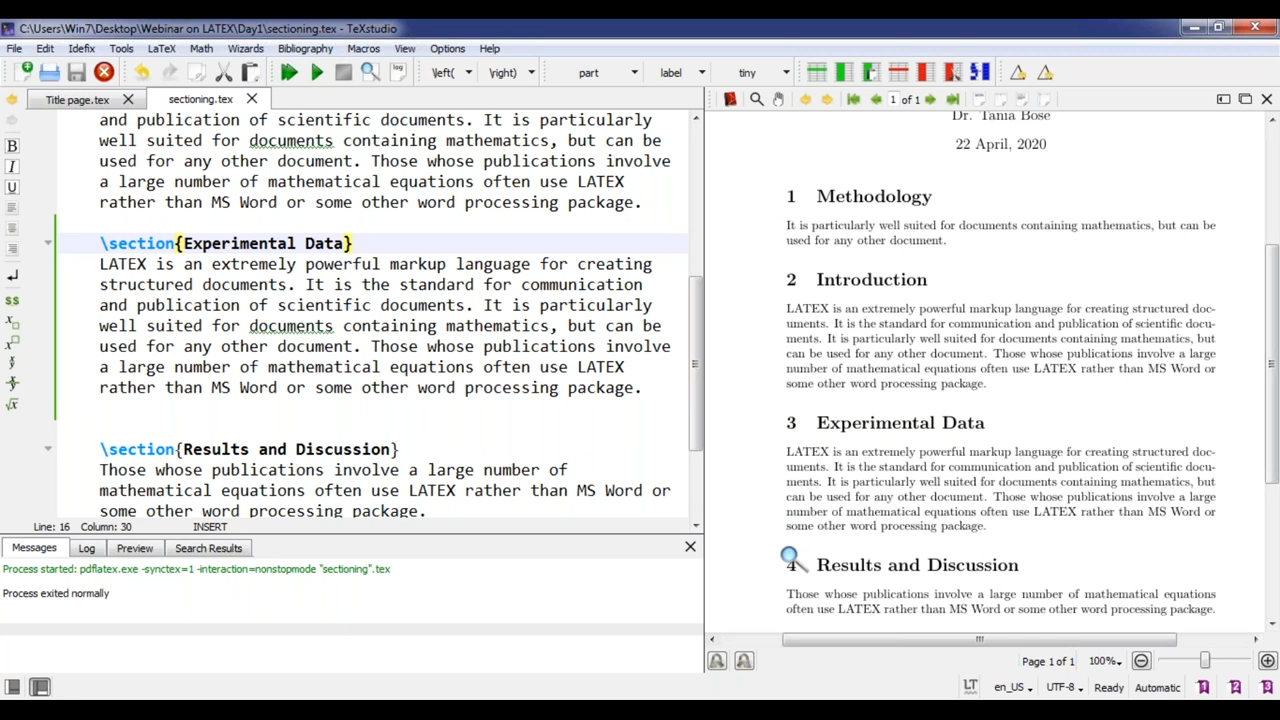 C:\Users\Win7\Desktop\Webinar on LATEX\Day1\sectioning.tex - TeXstudio
File Edit Idefix Tools LaTeX Math Wizards Bibliography Macros View Options Help
\left( \right) part label tiny
Title page.tex sectioning.tex 1 of 1
and publication of scientific documents. It is particularly
well suited for documents containing mathematics, but can be
used for any other document. Those whose publications involve
a large number of mathematical equations often use LATEX
rather than MS Word or some other word processing package.
\section{Experimental Data}
LATEX is an extremely powerful markup language for creating
structured documents. It is the standard for communication
and publication of scientific documents. It is particularly
well suited for documents containing mathematics, but can be
used for any other document. Those whose publications involve
a large number of mathematical equations often use LATEX
rather than MS Word or some other word processing package.
\section{Results and Discussion}
Those whose publications involve a large number of
mathematical equations often use LATEX rather than MS Word or
some other word processing package.
Line: 16 Column: 30 INSERT
Messages Log Preview Search Results
Process started: pdflatex.exe -synctex=1 -interaction=nonstopmode "sectioning".tex
Process exited normally
Dr. Tania Bose
22 April, 2020
1 Methodology
It is particularly well suited for documents containing mathematics, but can be
used for any other document.
2 Introduction
LATEX is an extremely powerful markup language for creating structured doc-
uments. It is the standard for communication and publication of scientific docu-
ments. It is particularly well suited for documents containing mathematics, but
can be used for any other document. Those whose publications involve a large
number of mathematical equations often use LATEX rather than MS Word or
some other word processing package.
3 Experimental Data
LATEX is an extremely powerful markup language for creating structured doc-
uments. It is the standard for communication and publication of scientific docu-
ments. It is particularly well suited for documents containing mathematics, but
can be used for any other document. Those whose publications involve a large
number of mathematical equations often use LATEX rather than MS Word or
some other word processing package.
4 Results and Discussion
Those whose publications involve a large number of mathematical equations
often use LATEX rather than MS Word or some other word processing package.
Page 1 of 1 100%
LT en_US UTF-8 Ready Automatic 1 2 3